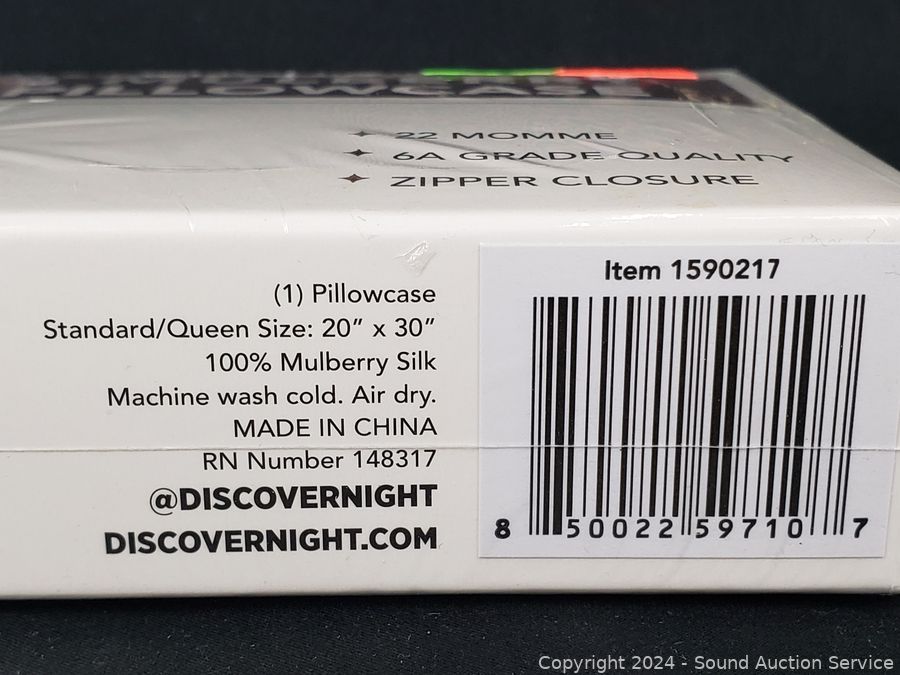 PILLOWCASE
22 MOMME
6A GRADE QUALITY
ZIPPER CLOSURE
(1) Pillowcase
Standard/Queen Size: 20” x 30”
100% Mulberry Silk
Machine wash cold. Air dry.
MADE IN CHINA
RN Number 148317
@DISCOVERNIGHT
DISCOVERNIGHT.COM
Item 1590217
8 50022 59710 7
Copyright 2024 - Sound Auction Service